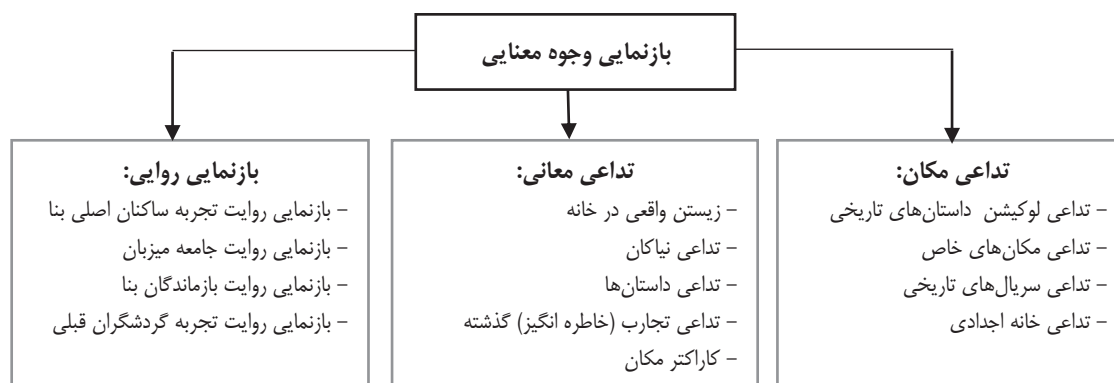 بازنمایی وجوه معنایی
تداعی مکان:
- تداعی لوکیشن داستان‌های تاریخی
- تداعی مکان‌های خاص
- تداعی سریال‌های تاریخی
- تداعی خانه اجدادی
تداعی معانی:
- زیستن واقعی در خانه
- تداعی نیاکان
- تداعی داستان‌ها
- تداعی تجارب (خاطره انگیز) گذشته
- کاراکتر مکان
بازنمایی روایی:
- بازنمایی روایت تجربه ساکنان اصلی بنا
- بازنمایی روایت جامعه میزبان
- بازنمایی روایت بازماندگان بنا
- بازنمایی روایت تجربه گردشگران قبلی